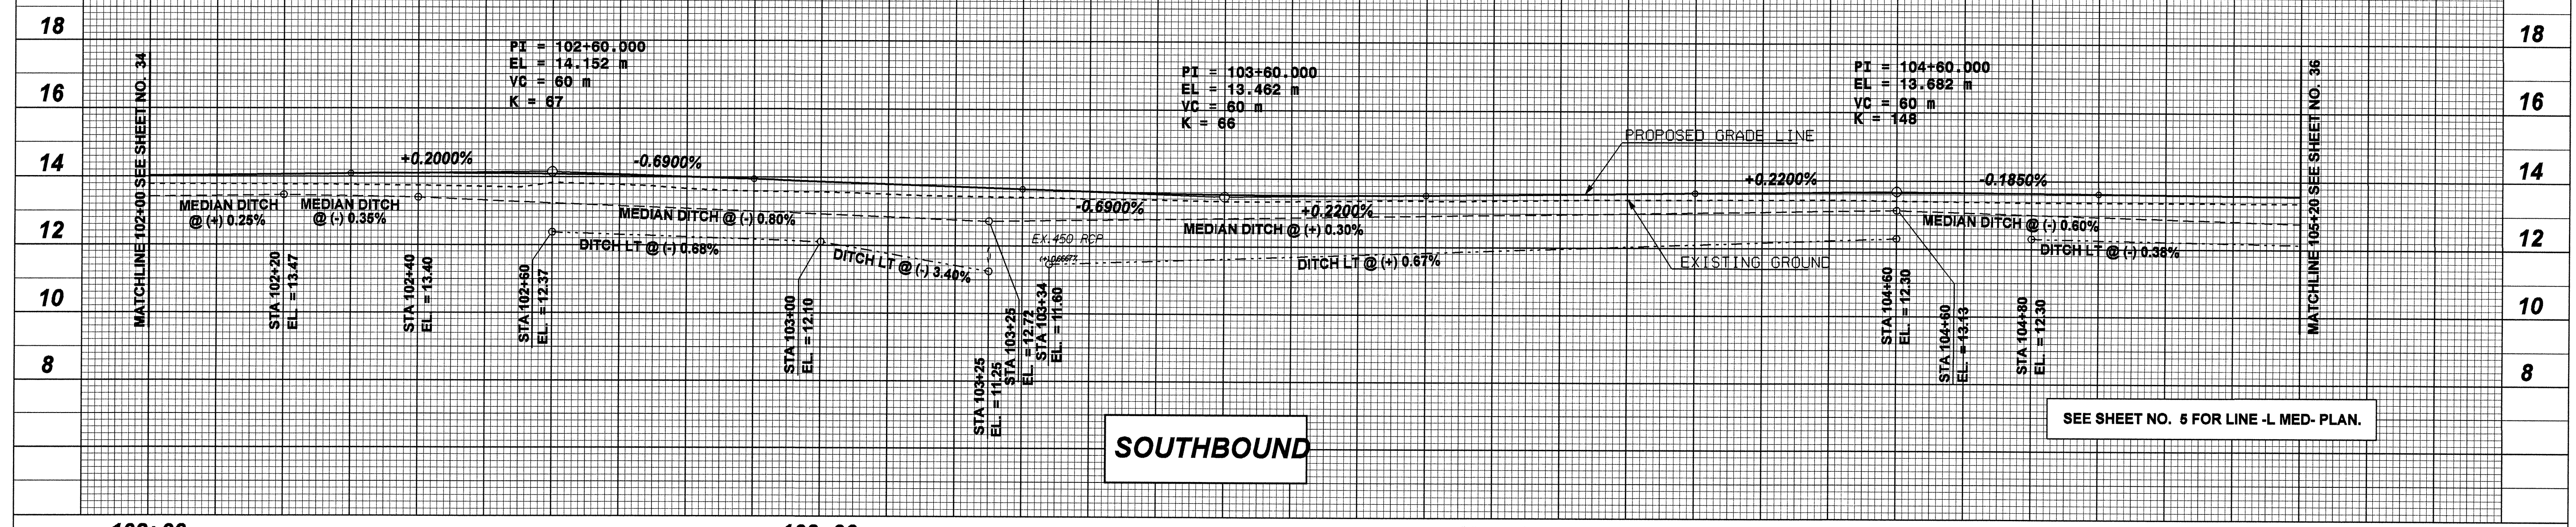 18
18
PI = 102+60.000
EL = 14.152 m
VC = 60 m
K = 67
PI = 103+60.000
EL = 13.462 m
VC = 60 m
K = 66
PI = 104+60.000
EL = 13.682 m
VC = 60 m
K = 148
16
16
MATCHLINE 102+00 SEE SHEET NO. 34
MATCHLINE 105+20 SEE SHEET NO. 36
PROPOSED GRADE LINE
14
14
+0.2000%
-0.6900%
-0.6900%
+0.2200%
+0.2200%
-0.1850%
MEDIAN DITCH
@ (+) 0.25%
MEDIAN DITCH
@ (-) 0.35%
MEDIAN DITCH @ (-) 0.80%
MEDIAN DITCH @ (+) 0.30%
MEDIAN DITCH @ (-) 0.60%
12
12
DITCH LT @ (-) 0.68%
DITCH LT @ (-) 3.40%
EX.450 RCP
(+)0.6667%
DITCH LT @ (+) 0.67%
EXISTING GROUND
DITCH LT @ (-) 0.38%
10
10
STA 102+20
EL. = 13.47
STA 102+40
EL. = 13.40
STA 102+60
EL. = 12.37
STA 103+00
EL. = 12.10
STA 103+25
EL. = 11.25
STA 103+25
EL. = 12.72
STA 103+34
EL. = 11.60
STA 104+60
EL. = 12.30
STA 104+60
EL. = 13.13
STA 104+80
EL. = 12.30
8
8
SOUTHBOUND
SEE SHEET NO. 5 FOR LINE -L MED- PLAN.